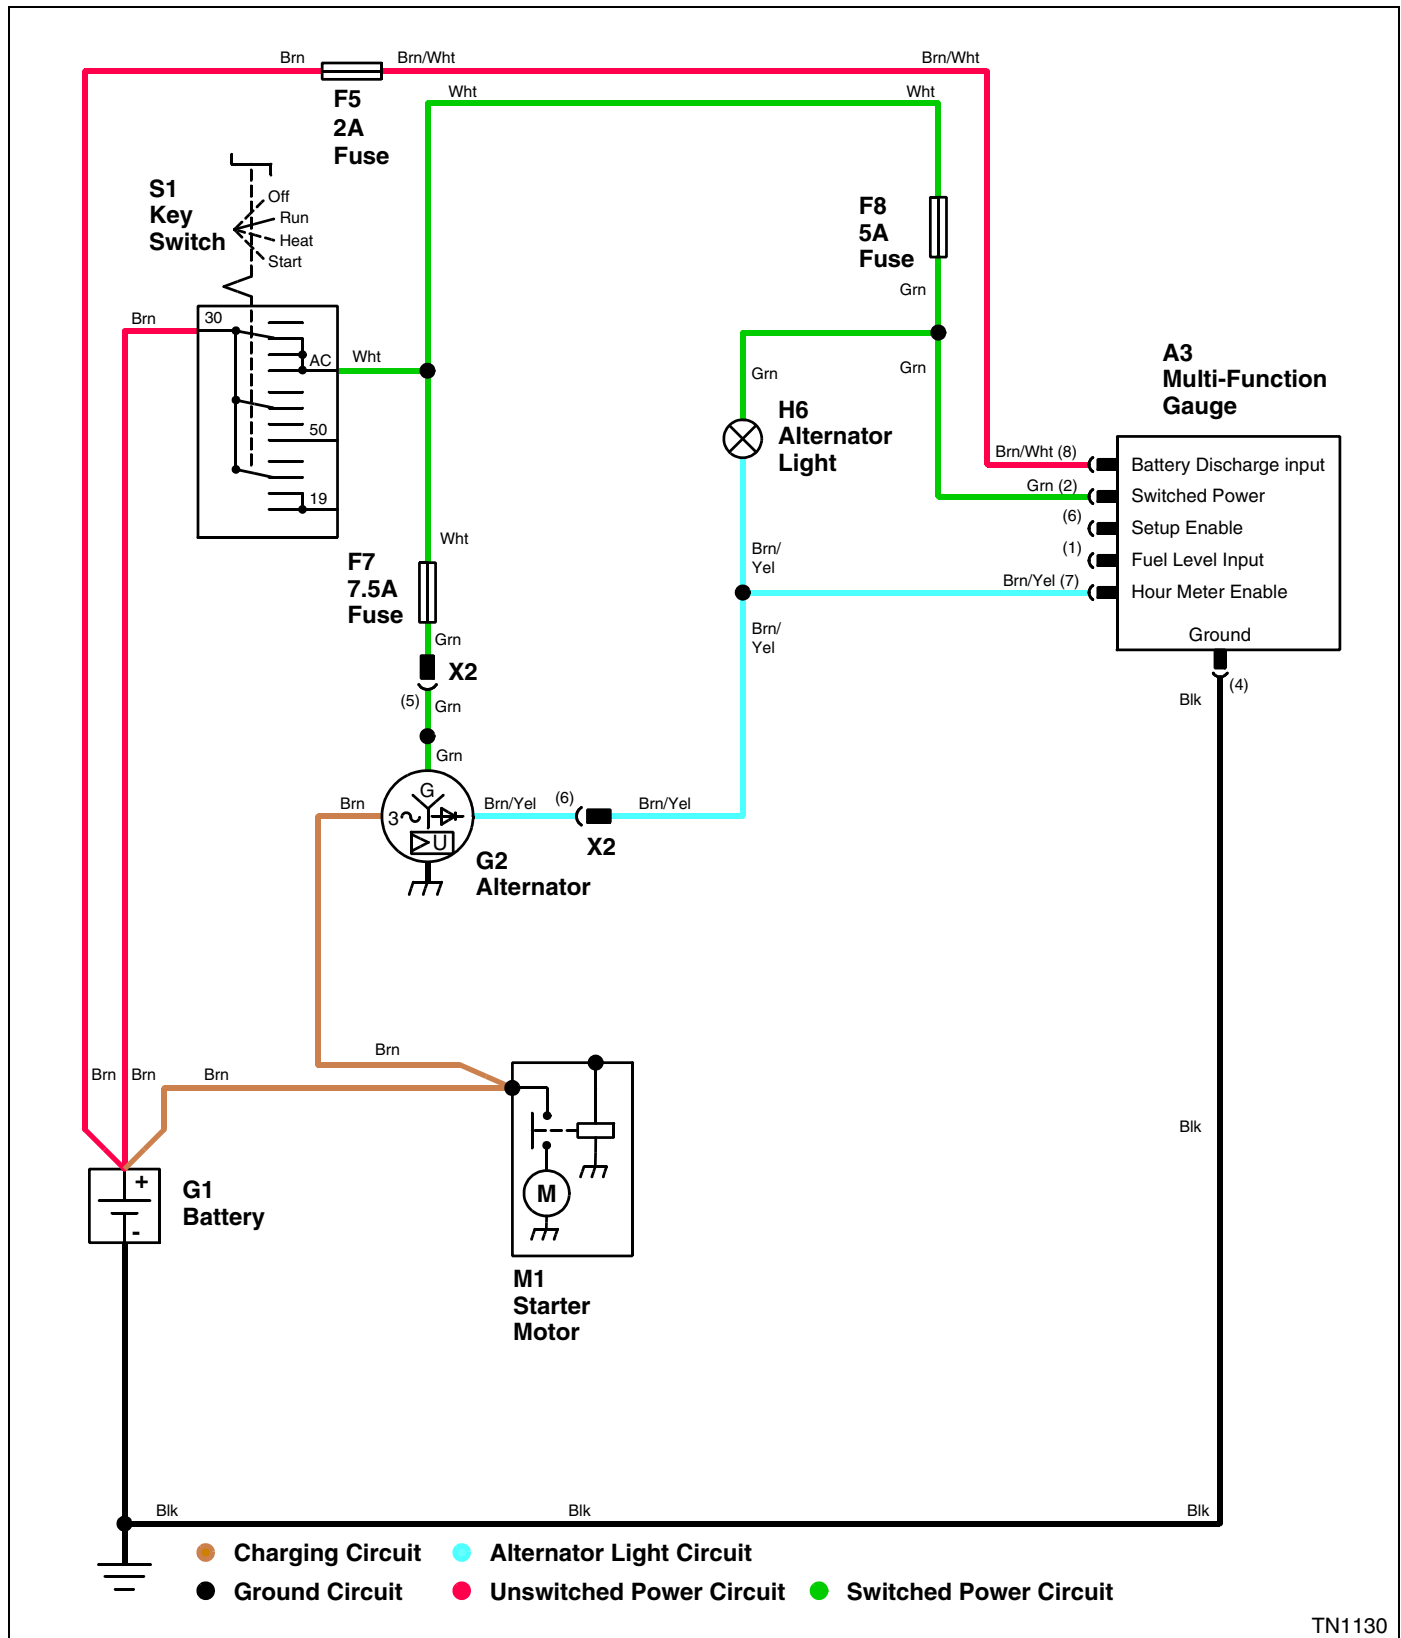 Brn
Brn/Wht
Brn/Wht
F5
2A
Fuse
Wht
Wht
S1
Key
Switch
Off
Run
Heat
Start
F8
5A
Fuse
Grn
Brn
30
AC
50
19
Wht
Grn
Grn
H6
Alternator
Light
A3
Multi-Function
Gauge
Brn/Wht (8)
Battery Discharge input
Grn (2)
Switched Power
(6)
Setup Enable
(1)
Fuel Level Input
Brn/Yel (7)
Hour Meter Enable
Ground
(4)
Blk
Wht
F7
7.5A
Fuse
Grn
X2
(5)
Grn
Grn
Brn/
Yel
Brn/
Yel
Brn
G
3
U
Brn/Yel
(6)
Brn/Yel
X2
G2
Alternator
Brn
Brn
Brn
Brn
Blk
+
-
G1
Battery
M
M1
Starter
Motor
Blk
Blk
Blk
Charging Circuit
Alternator Light Circuit
Ground Circuit
Unswitched Power Circuit
Switched Power Circuit
TN1130